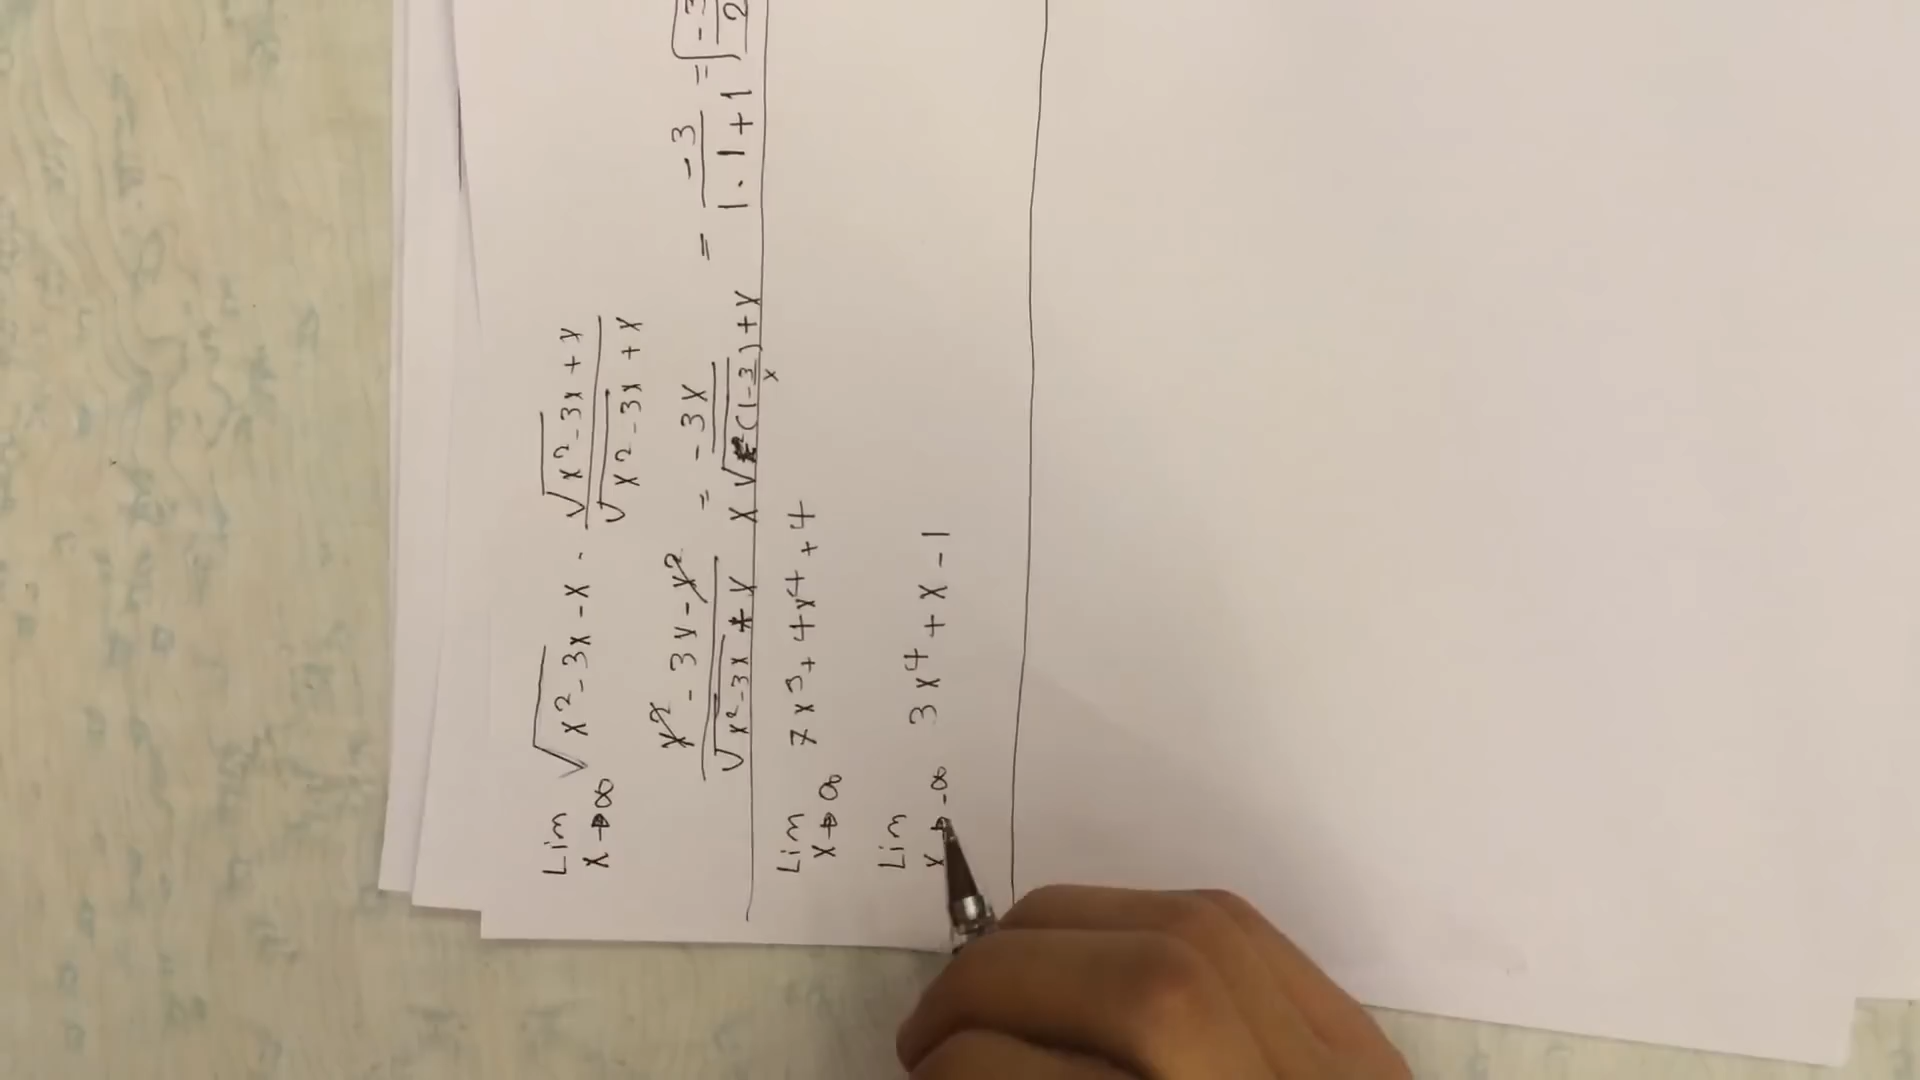 Lim √x² - 3x - x · √x² - 3x + x
x→∞ √x² - 3x + x
x² - 3x - x² = -3x = -3 = -3
√x² - 3x + x x √x²(1 - 3/x) + x 1 · 1 + 1 2
Lim 7x³ + 4x⁴ + 4
x→∞
Lim 3x⁴ + x - 1
x→-∞